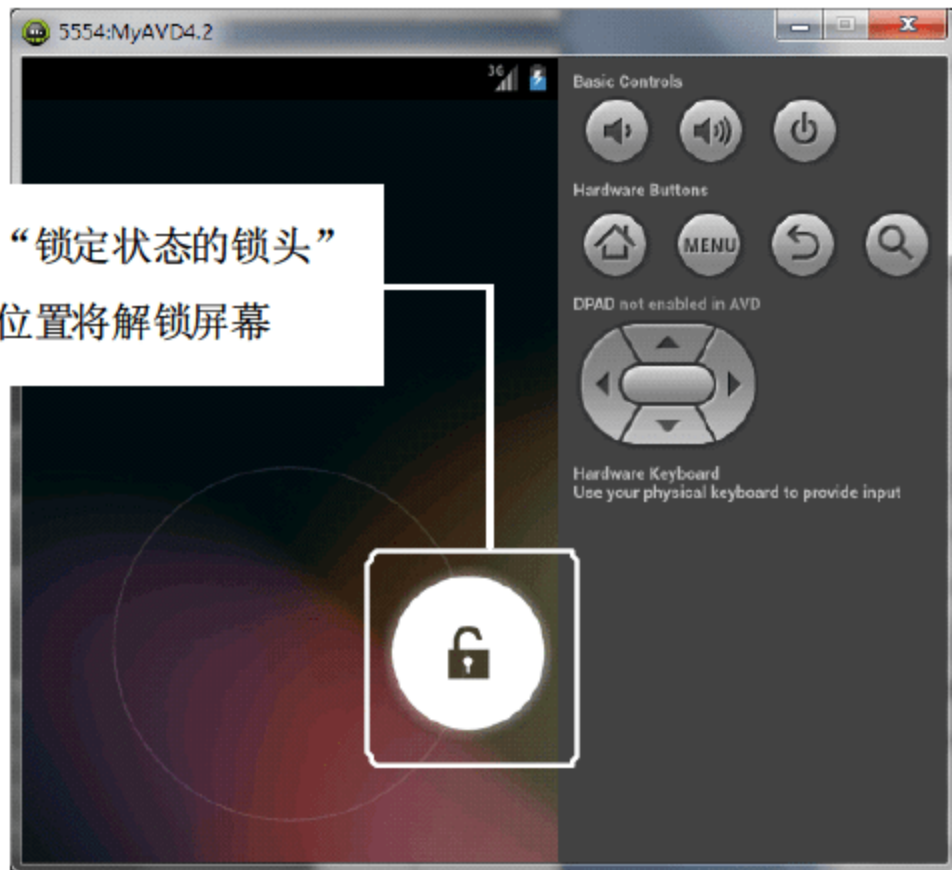 5554:MyAVD4.2
3G
Basic Controls
Hardware Buttons
“锁定状态的锁头”
MENU
位置将解锁屏幕
DPAD not enabled in AVD
Hardware Keyboard
Use your physical keyboard to provide input